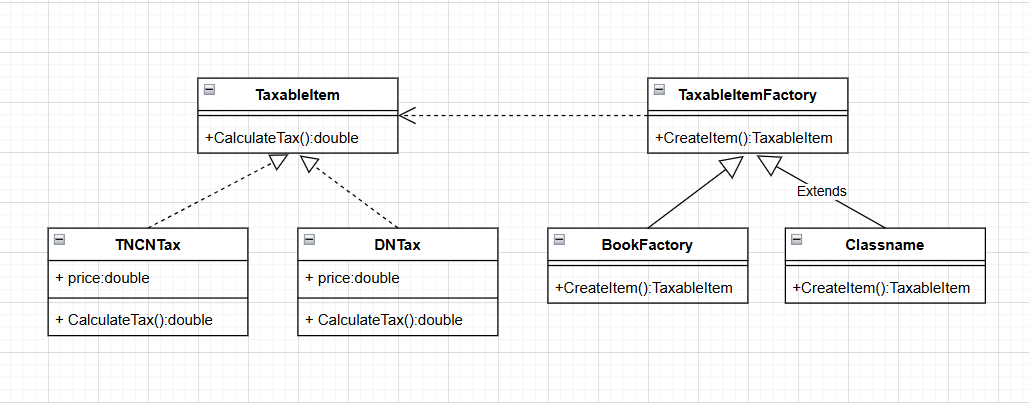 TaxableItem
+CalculateTax():double
TaxableItemFactory
+CreateItem():TaxableItem
Extends
TNCNTax
+ price:double
+ CalculateTax():double
DNTax
+ price:double
+ CalculateTax():double
BookFactory
+CreateItem():TaxableItem
Classname
+CreateItem():TaxableItem